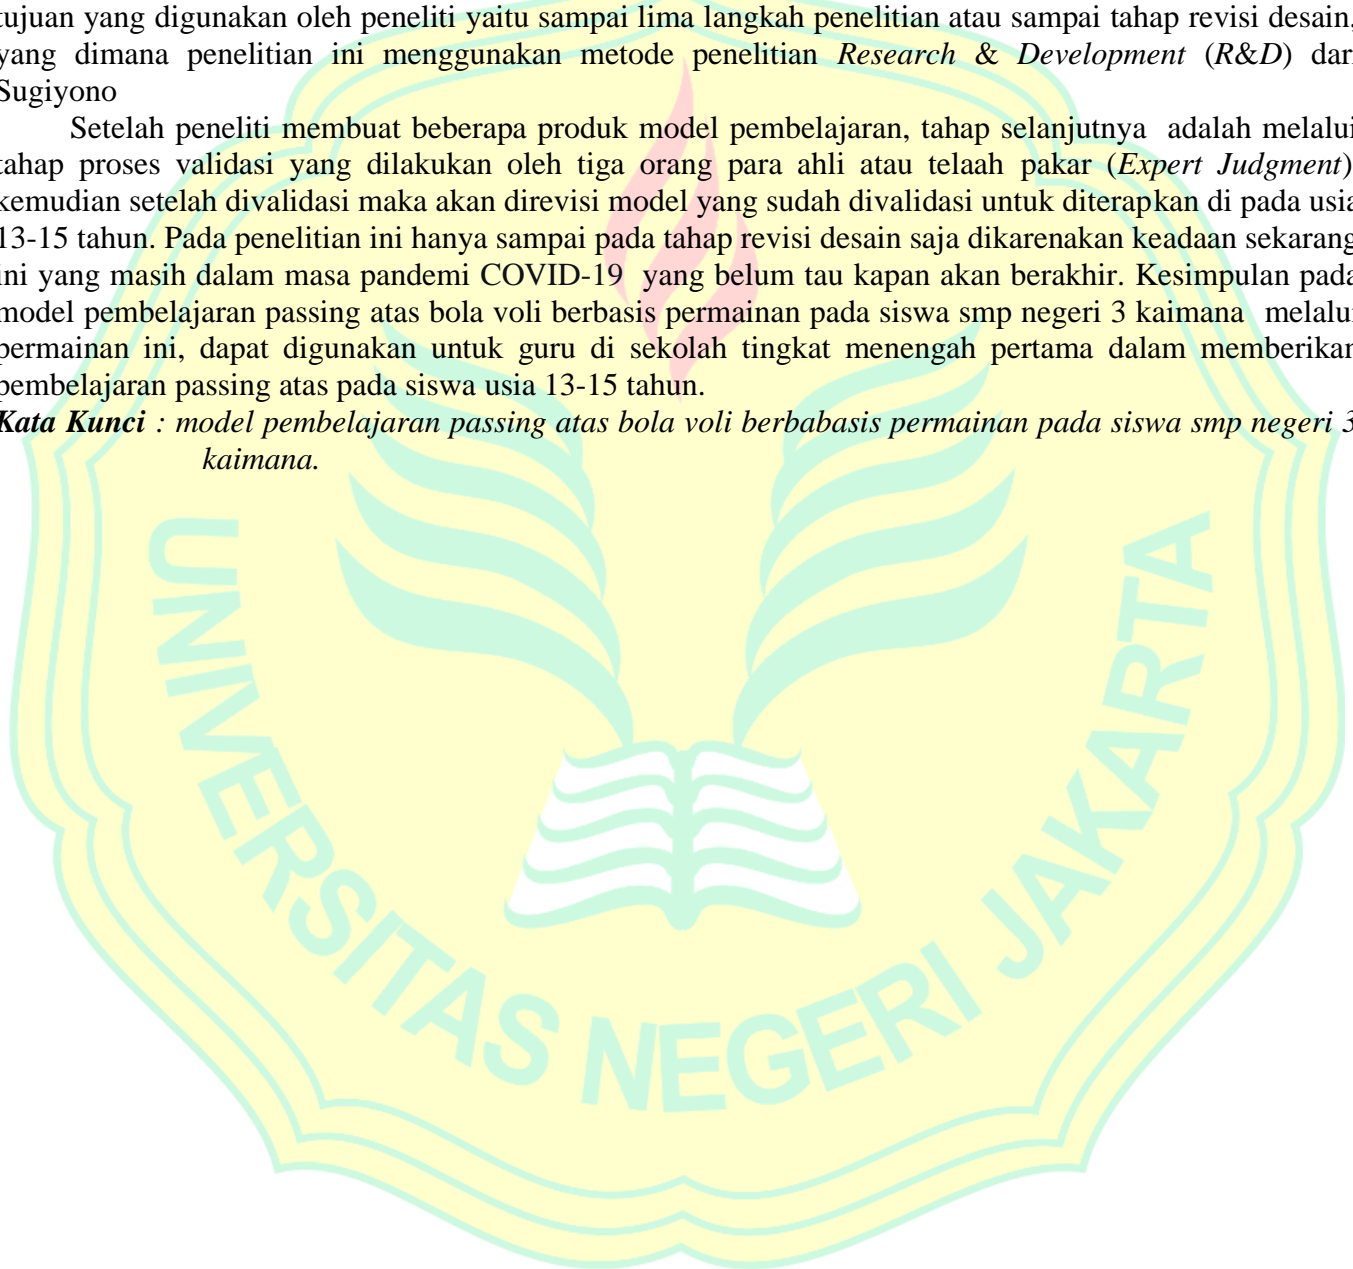 tujuan yang digunakan oleh peneliti yaitu sampai lima langkah penelitian atau sampai tahap revisi desain,
yang dimana penelitian ini menggunakan metode penelitian Research & Development (R&D) dari
Sugiyono
Setelah peneliti membuat beberapa produk model pembelajaran, tahap selanjutnya adalah melalui
tahap proses validasi yang dilakukan oleh tiga orang para ahli atau telaah pakar (Expert Judgment)
kemudian setelah divalidasi maka akan direvisi model yang sudah divalidasi untuk diterapkan di pada usia
13-15 tahun. Pada penelitian ini hanya sampai pada tahap revisi desain saja dikarenakan keadaan sekarang
ini yang masih dalam masa pandemi COVID-19 yang belum tau kapan akan berakhir. Kesimpulan pada
model pembelajaran passing atas bola voli berbasis permainan pada siswa smp negeri 3 kaimana melalui
permainan ini, dapat digunakan untuk guru di sekolah tingkat menengah pertama dalam memberikan
pembelajaran passing atas pada siswa usia 13-15 tahun.
Kata Kunci : model pembelajaran passing atas bola voli berbabasis permainan pada siswa smp negeri 3
kaimana.
UNIVERSITAS NEGERI JAKARTA